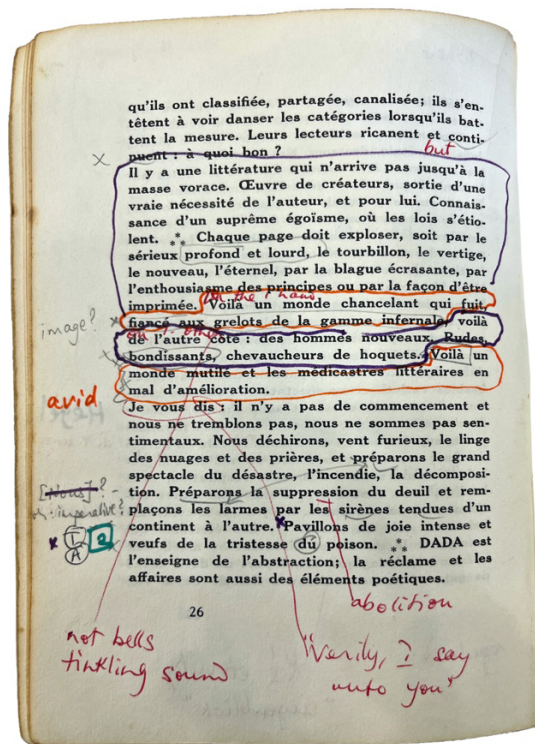 qu'ils ont classifiée, partagée, canalisée; ils s'en-
têtent à voir danser les catégories lorsqu'ils bat-
tent la mesure. Leurs lecteurs ricanent et conti-
but
nuent : à quoi bon ?
Il y a une littérature qui n'arrive pas jusqu'à la
masse vorace. Œuvre de créateurs, sortie d'une
vraie nécessité de l'auteur, et pour lui. Connais-
sance d'un suprême égoïsme, où les lois s'étio-
lent. ⁂ Chaque page doit exploser, soit par le
sérieux profond et lourd, le tourbillon, le vertige,
le nouveau, l'éternel, par la blague écrasante, par
l'enthousiasme des principes ou par la façon d'être
on the 1 hand
imprimée. Voilà un monde chancelant qui fuit,
image?
fiancé aux grelots de la gamme infernale, voilà
de l'autre côté : des hommes nouveaux. Rudes,
bondissants, chevaucheurs de hoquets. Voilà un
monde mutilé et les médicastres littéraires en
mal d'amélioration.
avid
Je vous dis : il n'y a pas de commencement et
nous ne tremblons pas, nous ne sommes pas sen-
timentaux. Nous déchirons, vent furieux, le linge
des nuages et des prières, et préparons le grand
spectacle du désastre, l'incendie, la décomposi-
tion. Préparons la suppression du deuil et rem-
[Nous]?
plaçons les larmes par les sirènes tendues d'un
imperative?
continent à l'autre. Pavillons de joie intense et
I 2
veufs de la tristesse du poison. ⁂ DADA est
A
l'enseigne de l'abstraction; la réclame et les
affaires sont aussi des éléments poétiques.
26
abolition
not bells
tinkling sound
"Verily, I say
unto you"